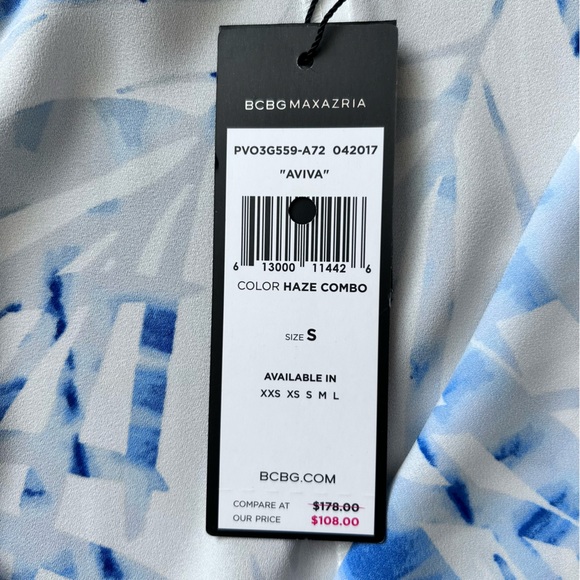 BCBGMAXAZRIA
PVO3G559-A72 042017
"AVIVA"
6 13000 11442 6
COLOR HAZE COMBO
SIZE S
AVAILABLE IN
XXS XS S M L
BCBG.COM
COMPARE AT $178.00
OUR PRICE $108.00